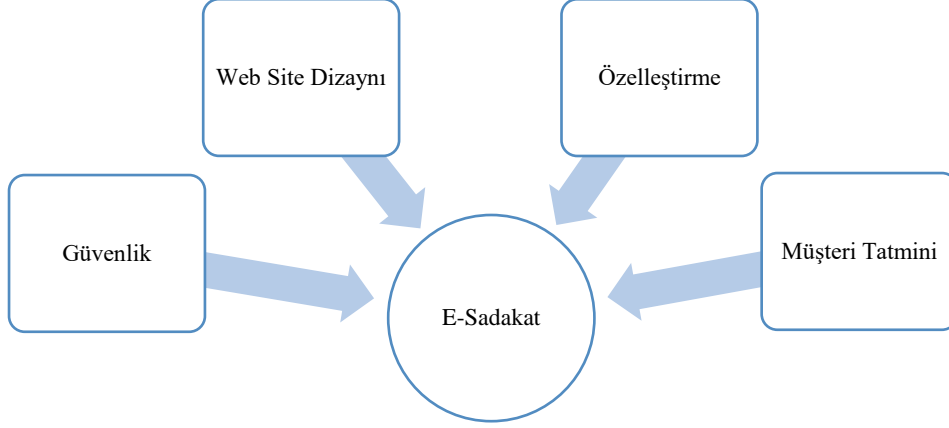 Web Site Dizaynı
Özelleştirme
Güvenlik
Müşteri Tatmini
E-Sadakat